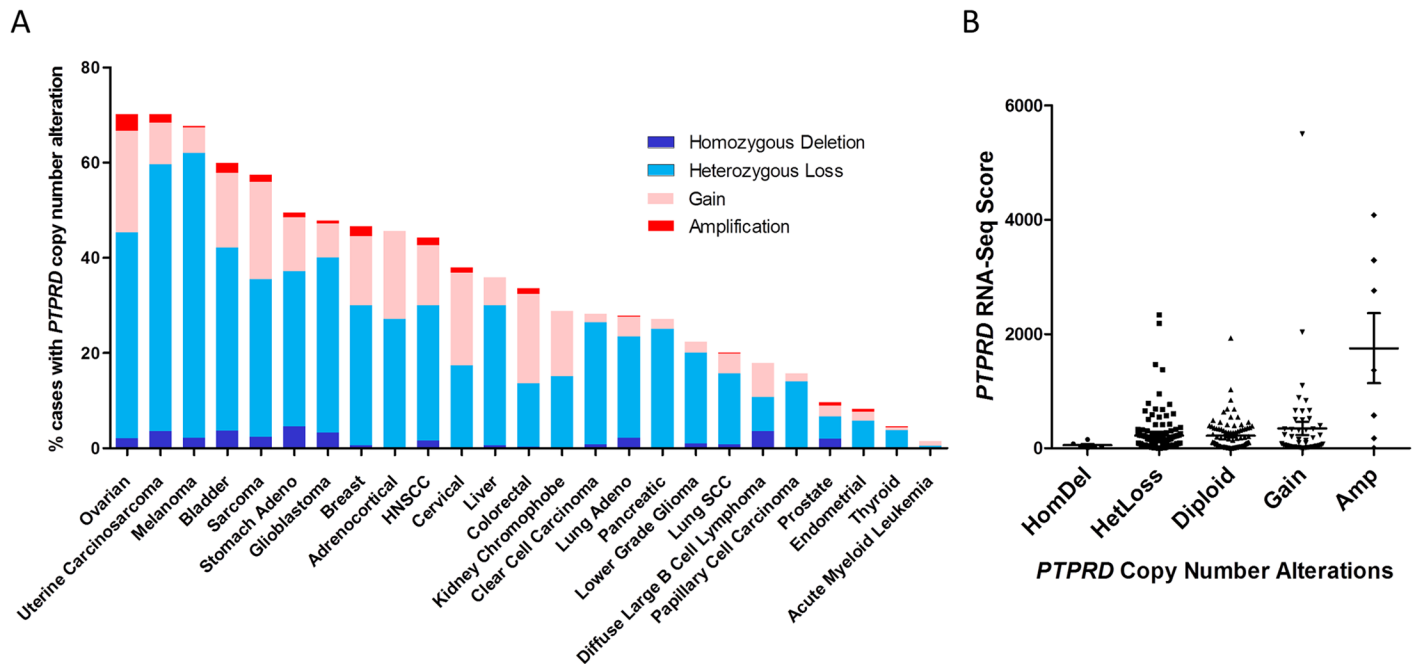 A
% cases with PTPRD copy number alteration
80
60
40
20
0
Homozygous Deletion
Heterozygous Loss
Gain
Amplification
Ovarian
Uterine Carcinosarcoma
Melanoma
Bladder
Sarcoma
Stomach Adeno
Glioblastoma
Breast
Adrenocortical
HNSCC
Cervical
Liver
Colorectal
Kidney Chromophobe
Clear Cell Carcinoma
Lung Adeno
Pancreatic
Lower Grade Glioma
Lung SCC
Diffuse Large B Cell Lymphoma
Papillary Cell Carcinoma
Prostate
Endometrial
Thyroid
Acute Myeloid Leukemia
B
PTPRD RNA-Seq Score
6000
4000
2000
0
HomDel
HetLoss
Diploid
Gain
Amp
PTPRD Copy Number Alterations